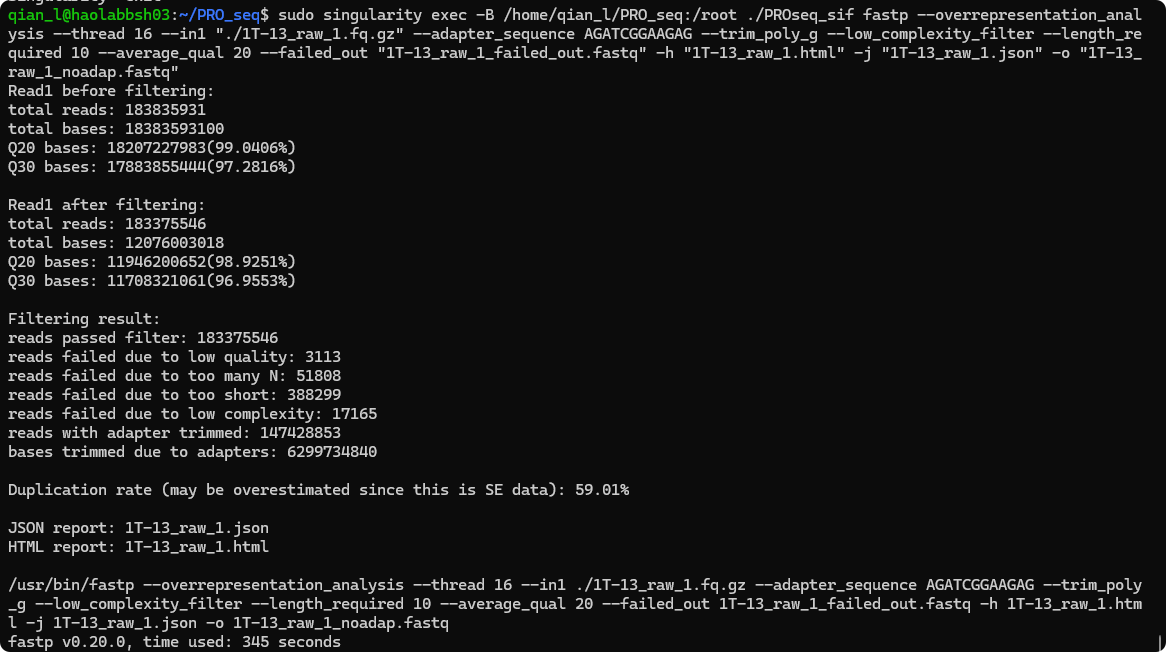 qian_l@haolabbsh03:~/PRO_seq$ sudo singularity exec -B /home/qian_l/PRO_seq:/root ./PROseq_sif fastp --overrepresentation_anal
ysis --thread 16 --in1 "./1T-13_raw_1.fq.gz" --adapter_sequence AGATCGGAAGAG --trim_poly_g --low_complexity_filter --length_re
quired 10 --average_qual 20 --failed_out "1T-13_raw_1_failed_out.fastq" -h "1T-13_raw_1.html" -j "1T-13_raw_1.json" -o "1T-13_
raw_1_noadap.fastq"
Read1 before filtering:
total reads: 183835931
total bases: 18383593100
Q20 bases: 18207227983(99.0406%)
Q30 bases: 17883855444(97.2816%)

Read1 after filtering:
total reads: 183375546
total bases: 12076003018
Q20 bases: 11946200652(98.9251%)
Q30 bases: 11708321061(96.9553%)

Filtering result:
reads passed filter: 183375546
reads failed due to low quality: 3113
reads failed due to too many N: 51808
reads failed due to too short: 388299
reads failed due to low complexity: 17165
reads with adapter trimmed: 147428853
bases trimmed due to adapters: 6299734840

Duplication rate (may be overestimated since this is SE data): 59.01%

JSON report: 1T-13_raw_1.json
HTML report: 1T-13_raw_1.html

/usr/bin/fastp --overrepresentation_analysis --thread 16 --in1 ./1T-13_raw_1.fq.gz --adapter_sequence AGATCGGAAGAG --trim_poly
_g --low_complexity_filter --length_required 10 --average_qual 20 --failed_out 1T-13_raw_1_failed_out.fastq -h 1T-13_raw_1.htm
l -j 1T-13_raw_1.json -o 1T-13_raw_1_noadap.fastq
fastp v0.20.0, time used: 345 seconds